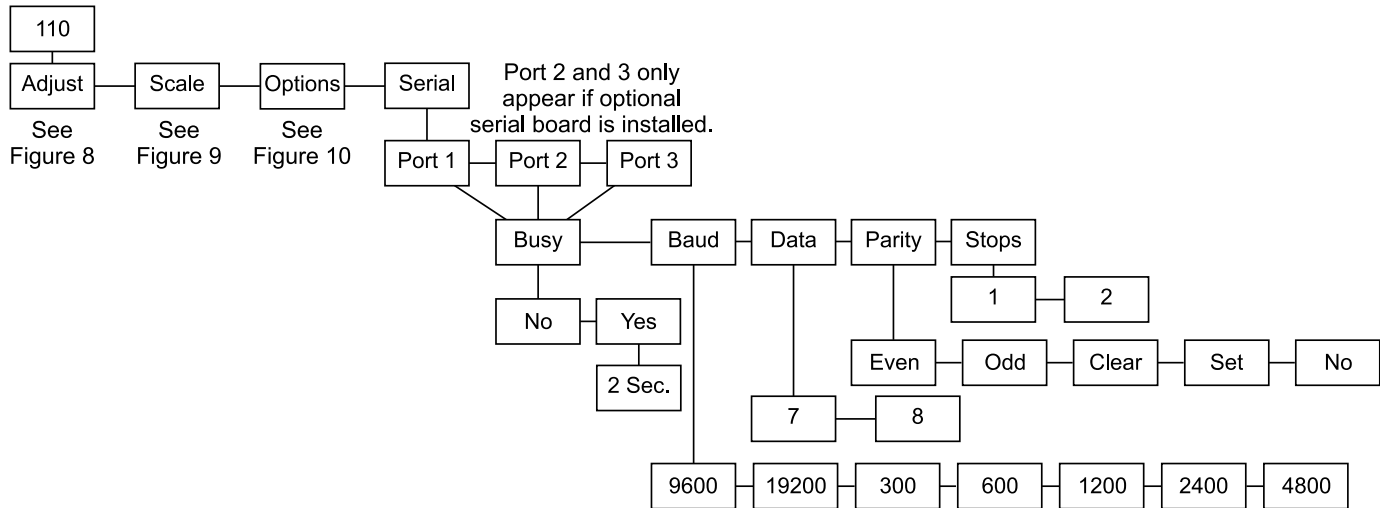 110
Adjust
Scale
Options
Serial
Port 2 and 3 only
appear if optional
serial board is installed.
See
Figure 8
See
Figure 9
See
Figure 10
Port 1
Port 2
Port 3
Busy
Baud
Data
Parity
Stops
1
2
No
Yes
Even
Odd
Clear
Set
No
2 Sec.
7
8
9600
19200
300
600
1200
2400
4800